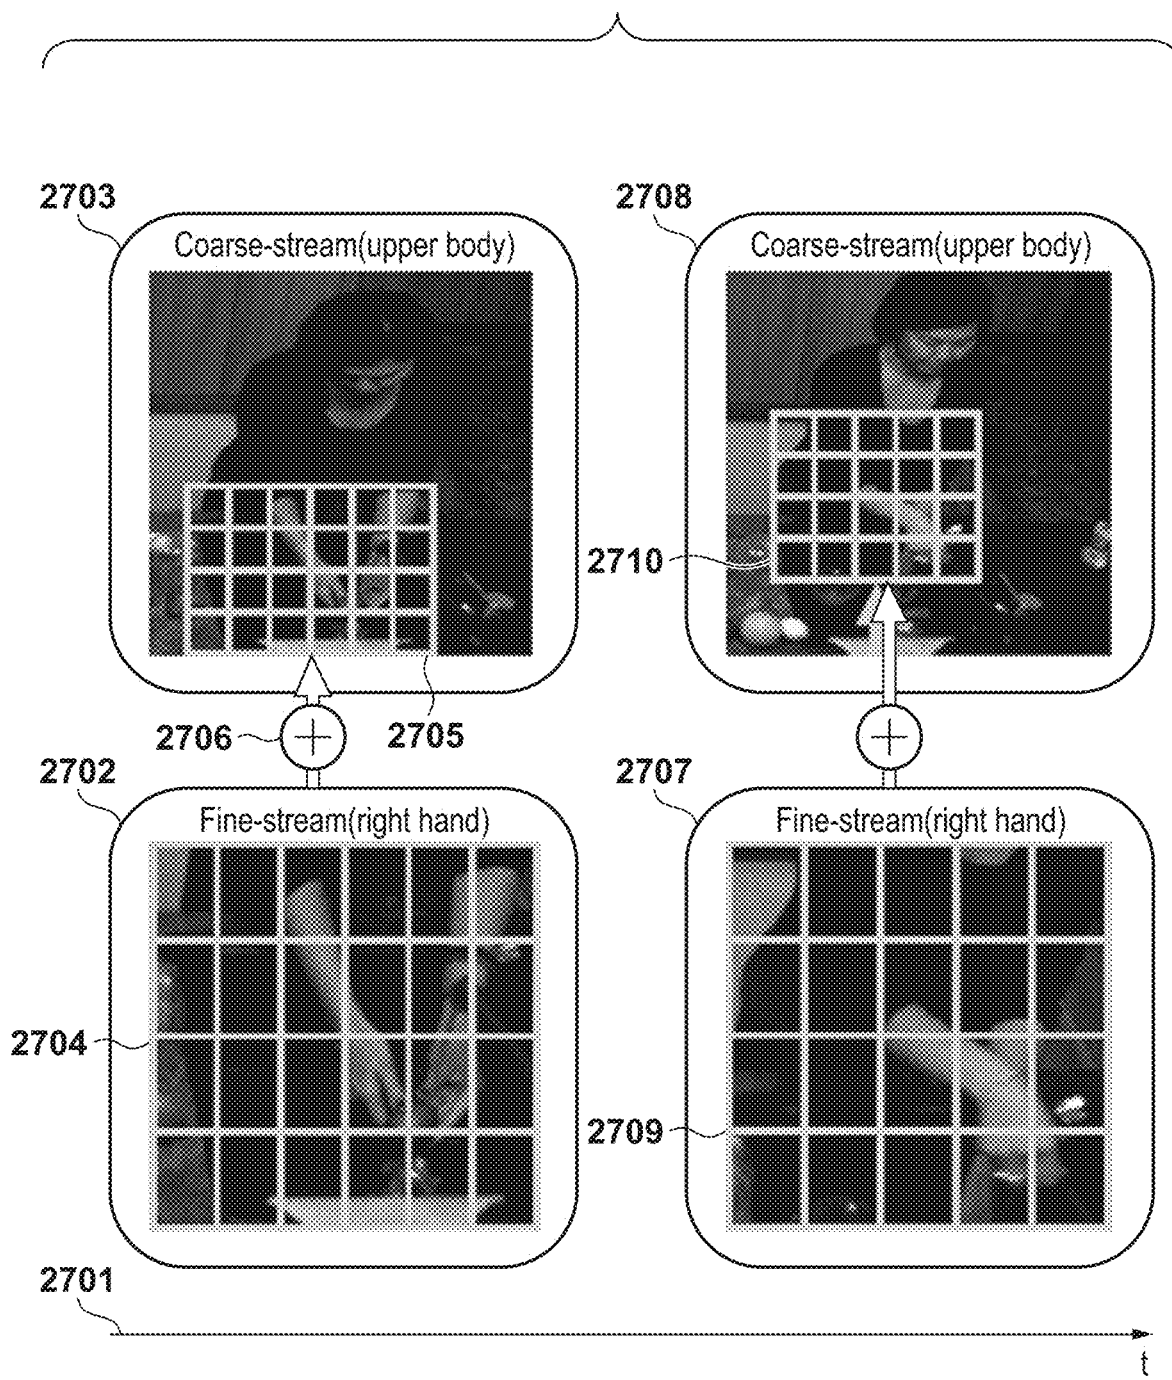 2703
2708
Coarse-stream(upper body)
Coarse-stream(upper body)
2710
2706
2705
2702
2707
Fine-stream(right hand)
Fine-stream(right hand)
2704
2709
2701
t